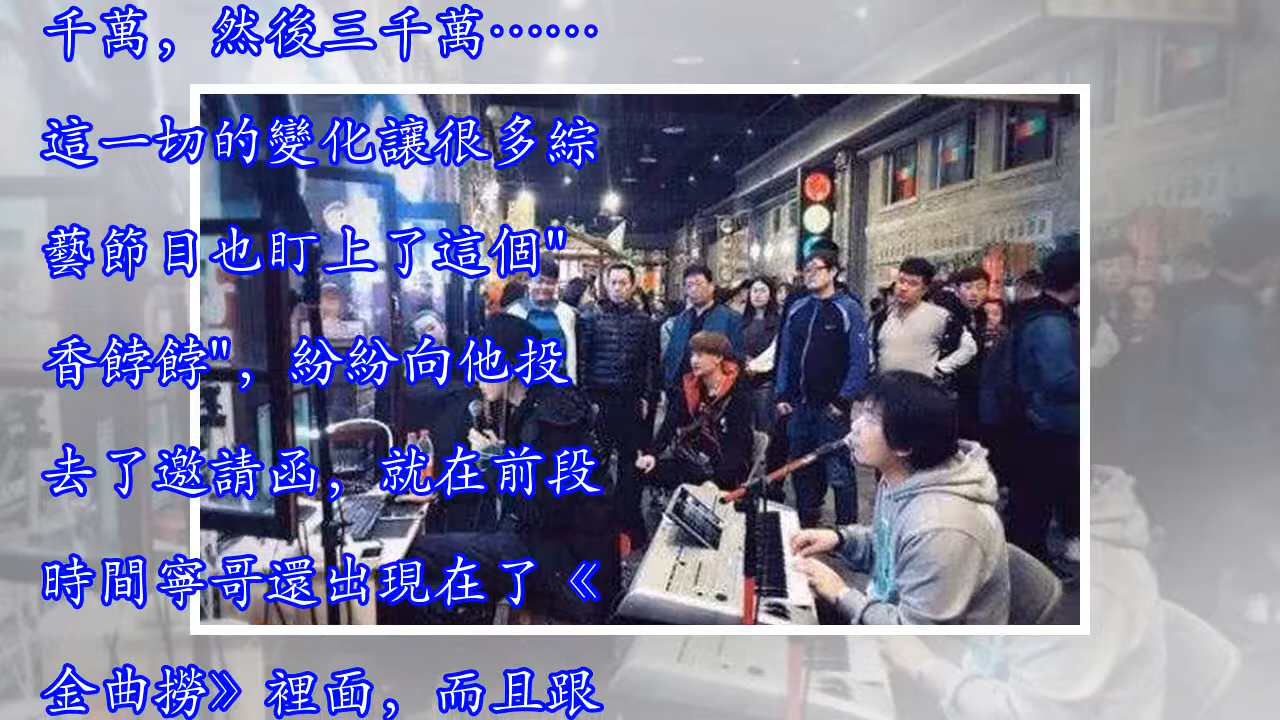 千萬，然後三千萬……
這一切的變化讓很多綜
藝節目也盯上了這個"
香餑餑"，紛紛向他投
去了邀請函，就在前段
時間寧哥還出現在了《
金曲撈》裡面，而且跟